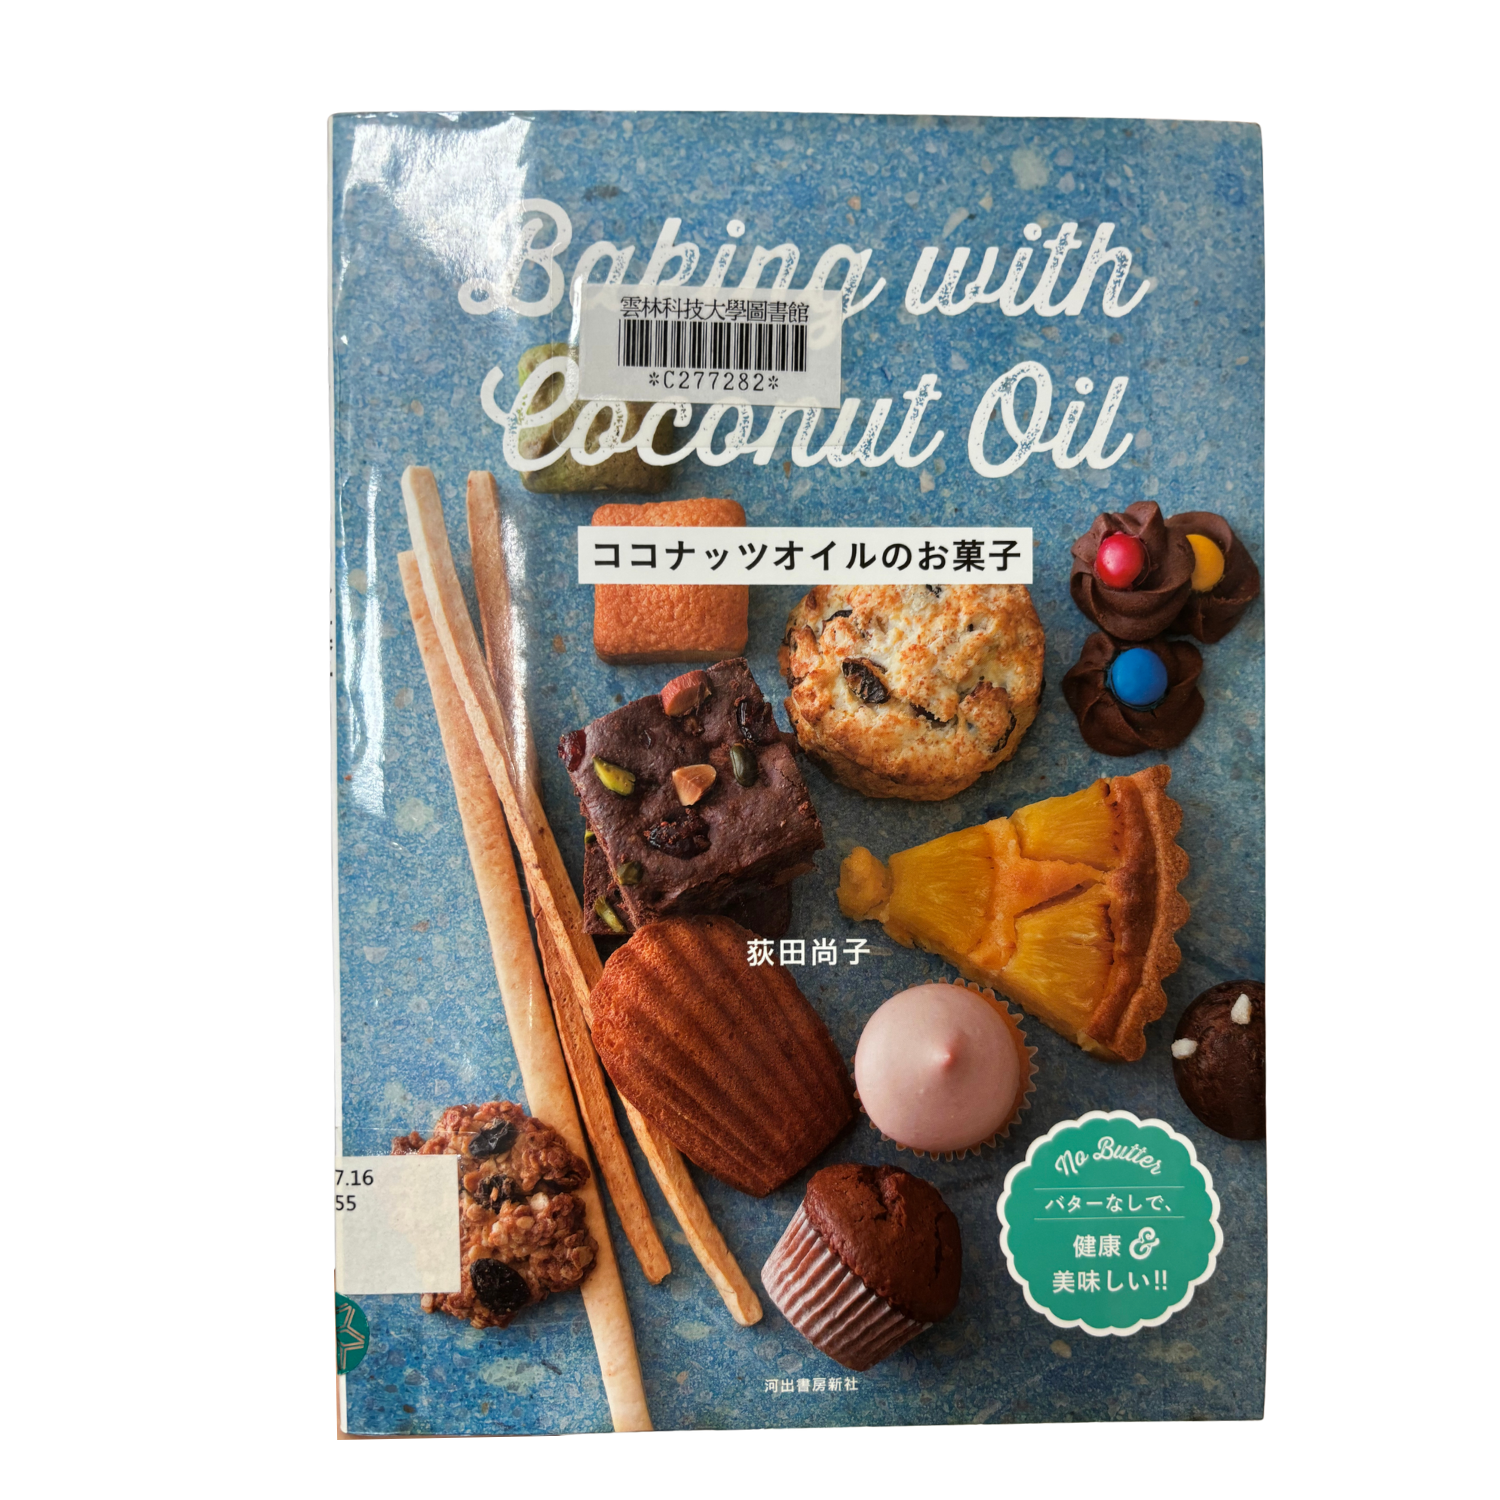 Baking with
雲林科技大學圖書館
*C277282*
Coconut Oil
ココナッツオイルのお菓子
荻田尚子
No Butter
バターなしで、
健康 &
美味しい!!
7.16
55
河出書房新社